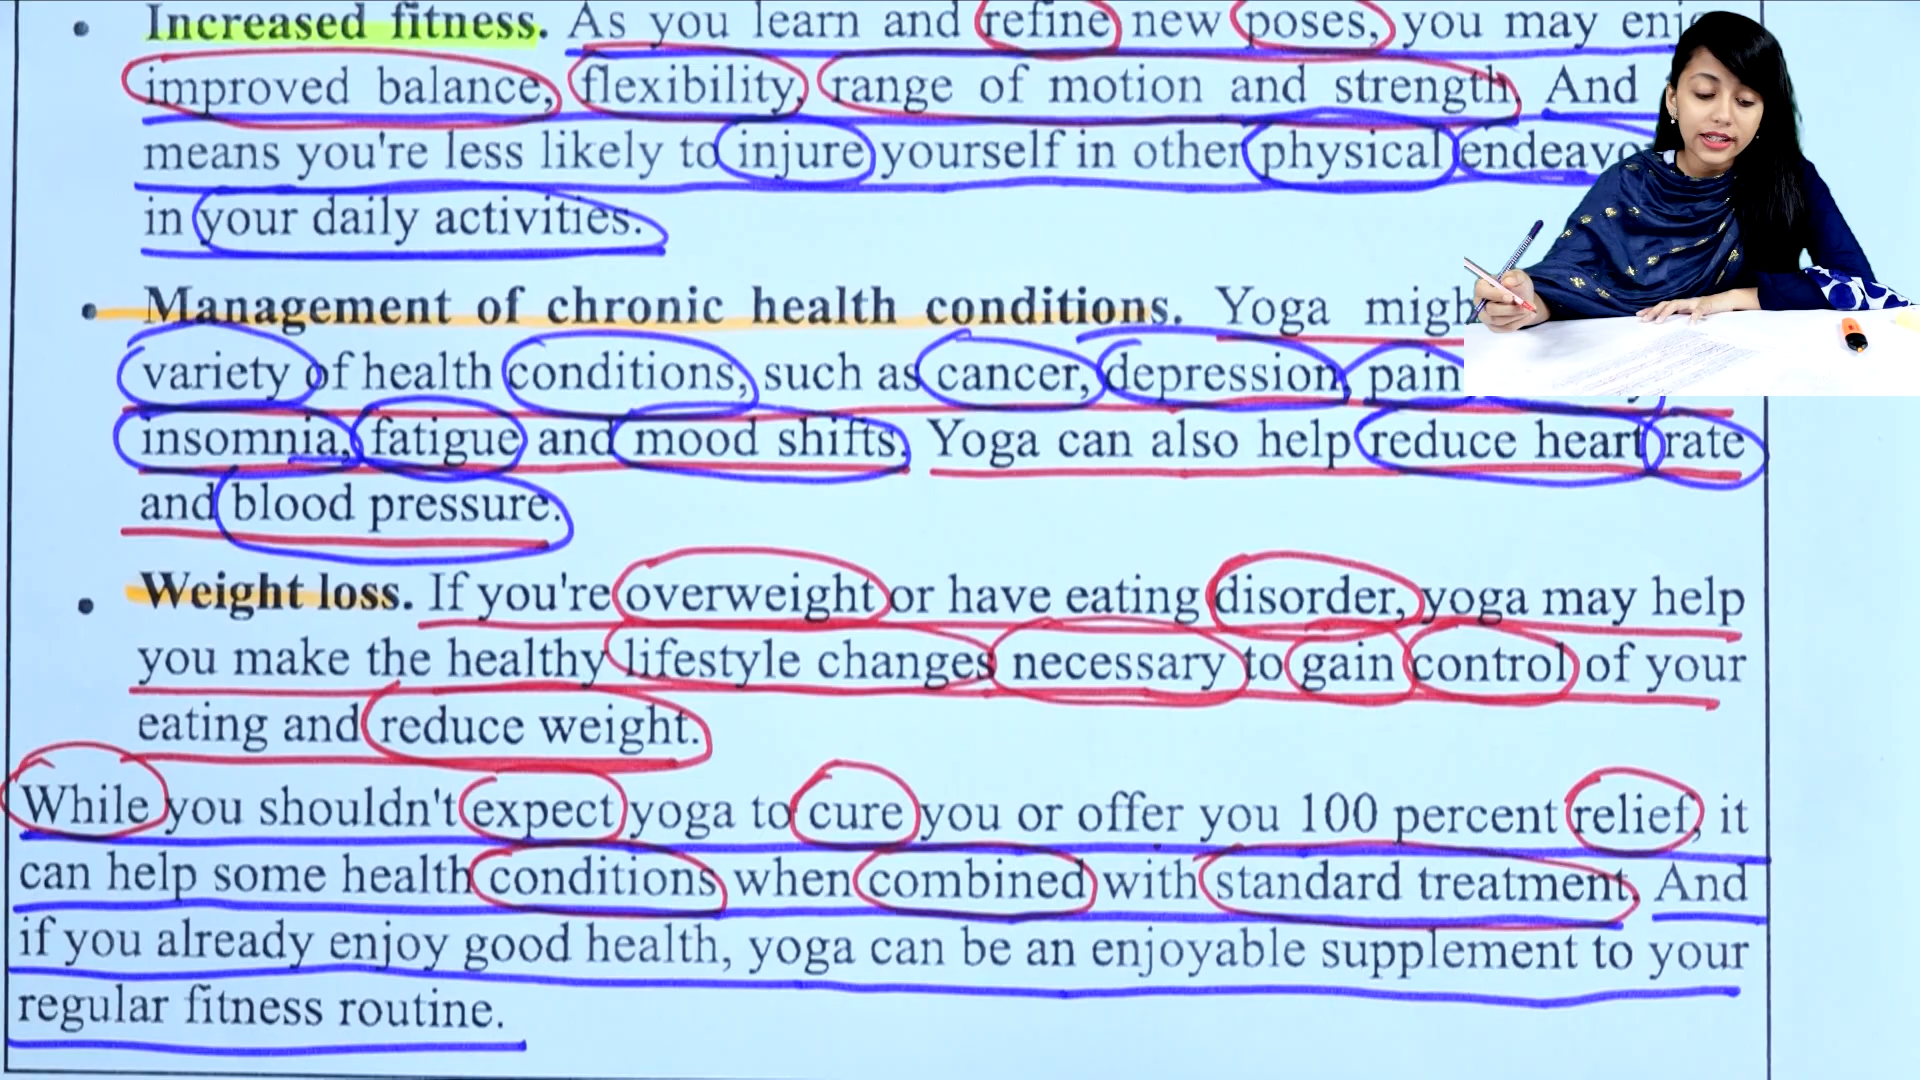 • Increased fitness. As you learn and refine new poses, you may
improved balance, flexibility, range of motion and strength. And
means you're less likely to injure yourself in other physical
in your daily activities.
• Management of chronic health conditions. Yoga
variety of health conditions, such as cancer, depression, pain
insomnia, fatigue and mood shifts. Yoga can also help reduce heart rate
and blood pressure.
• Weight loss. If you're overweight or have eating disorder, yoga may help
you make the healthy lifestyle changes necessary to gain control of your
eating and reduce weight.
While you shouldn't expect yoga to cure you or offer you 100 percent relief, it
can help some health conditions when combined with standard treatment. And
if you already enjoy good health, yoga can be an enjoyable supplement to your
regular fitness routine.